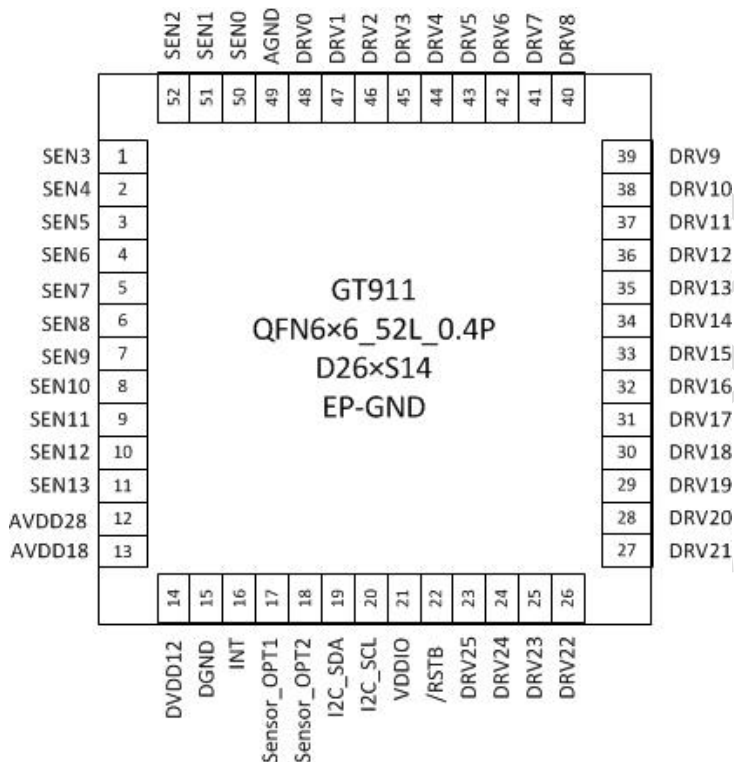 SEN2 SEN1 SEN0 AGND DRV0 DRV1 DRV2 DRV3 DRV4 DRV5 DRV6 DRV7 DRV8
52 51 50 49 48 47 46 45 44 43 42 41 40
SEN3 1 39 DRV9
SEN4 2 38 DRV10
SEN5 3 37 DRV11
SEN6 4 36 DRV12
SEN7 5 35 DRV13
SEN8 6 34 DRV14
SEN9 7 33 DRV15
SEN10 8 32 DRV16
SEN11 9 31 DRV17
SEN12 10 30 DRV18
SEN13 11 29 DRV19
AVDD28 12 28 DRV20
AVDD18 13 27 DRV21
GT911
QFN6×6_52L_0.4P
D26×S14
EP-GND
14 15 16 17 18 19 20 21 22 23 24 25 26
DVDD12 DGND INT Sensor_OPT1 Sensor_OPT2 I2C_SDA I2C_SCL VDDIO /RSTB DRV25 DRV24 DRV23 DRV22